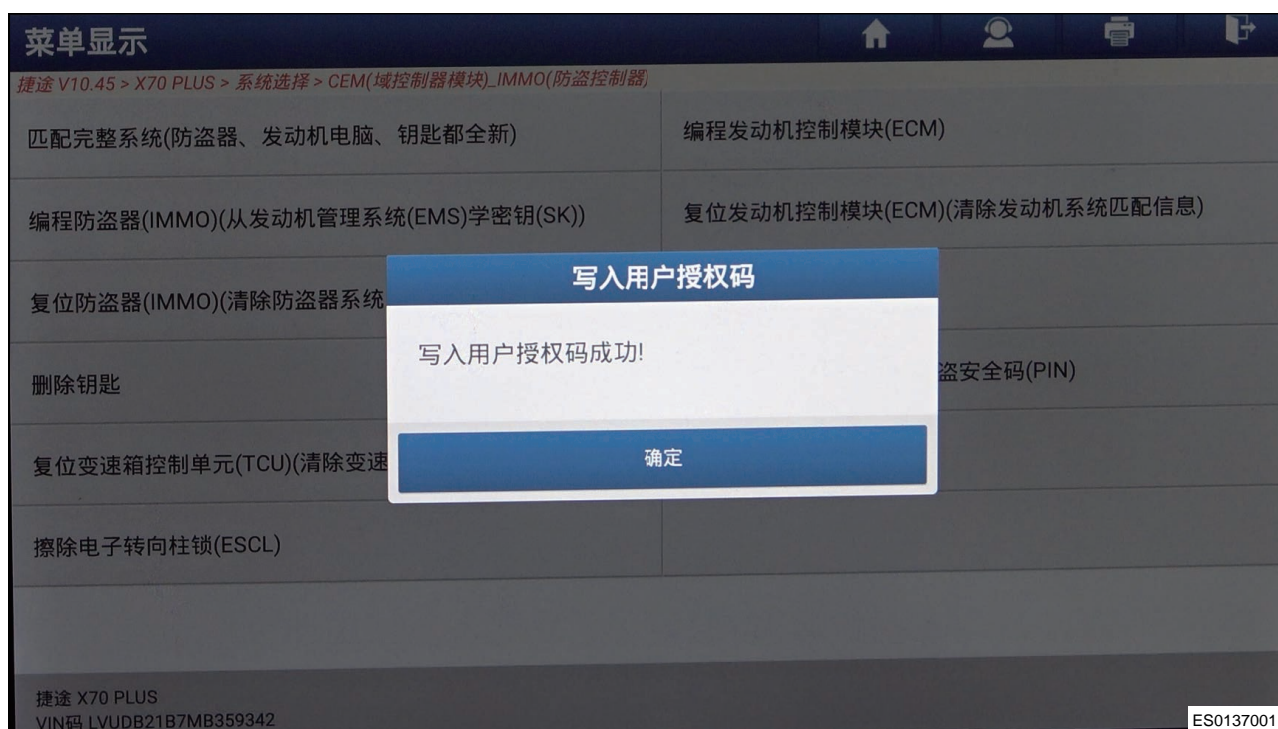 菜单显示
捷途 V10.45 > X70 PLUS > 系统选择 > CEM(域控制器模块)_IMMO(防盗控制器)
匹配完整系统(防盗器、发动机电脑、钥匙都全新)
编程发动机控制模块(ECM)
编程防盗器(IMMO)(从发动机管理系统(EMS)学密钥(SK))
复位发动机控制模块(ECM)(清除发动机系统匹配信息)
复位防盗器(IMMO)(清除防盗器系统
写入用户授权码
写入用户授权码成功!
删除钥匙
盗安全码(PIN)
复位变速箱控制单元(TCU)(清除变速
确定
擦除电子转向柱锁(ESCL)
捷途 X70 PLUS
VIN码 LVUDB21B7MB359342
ES0137001